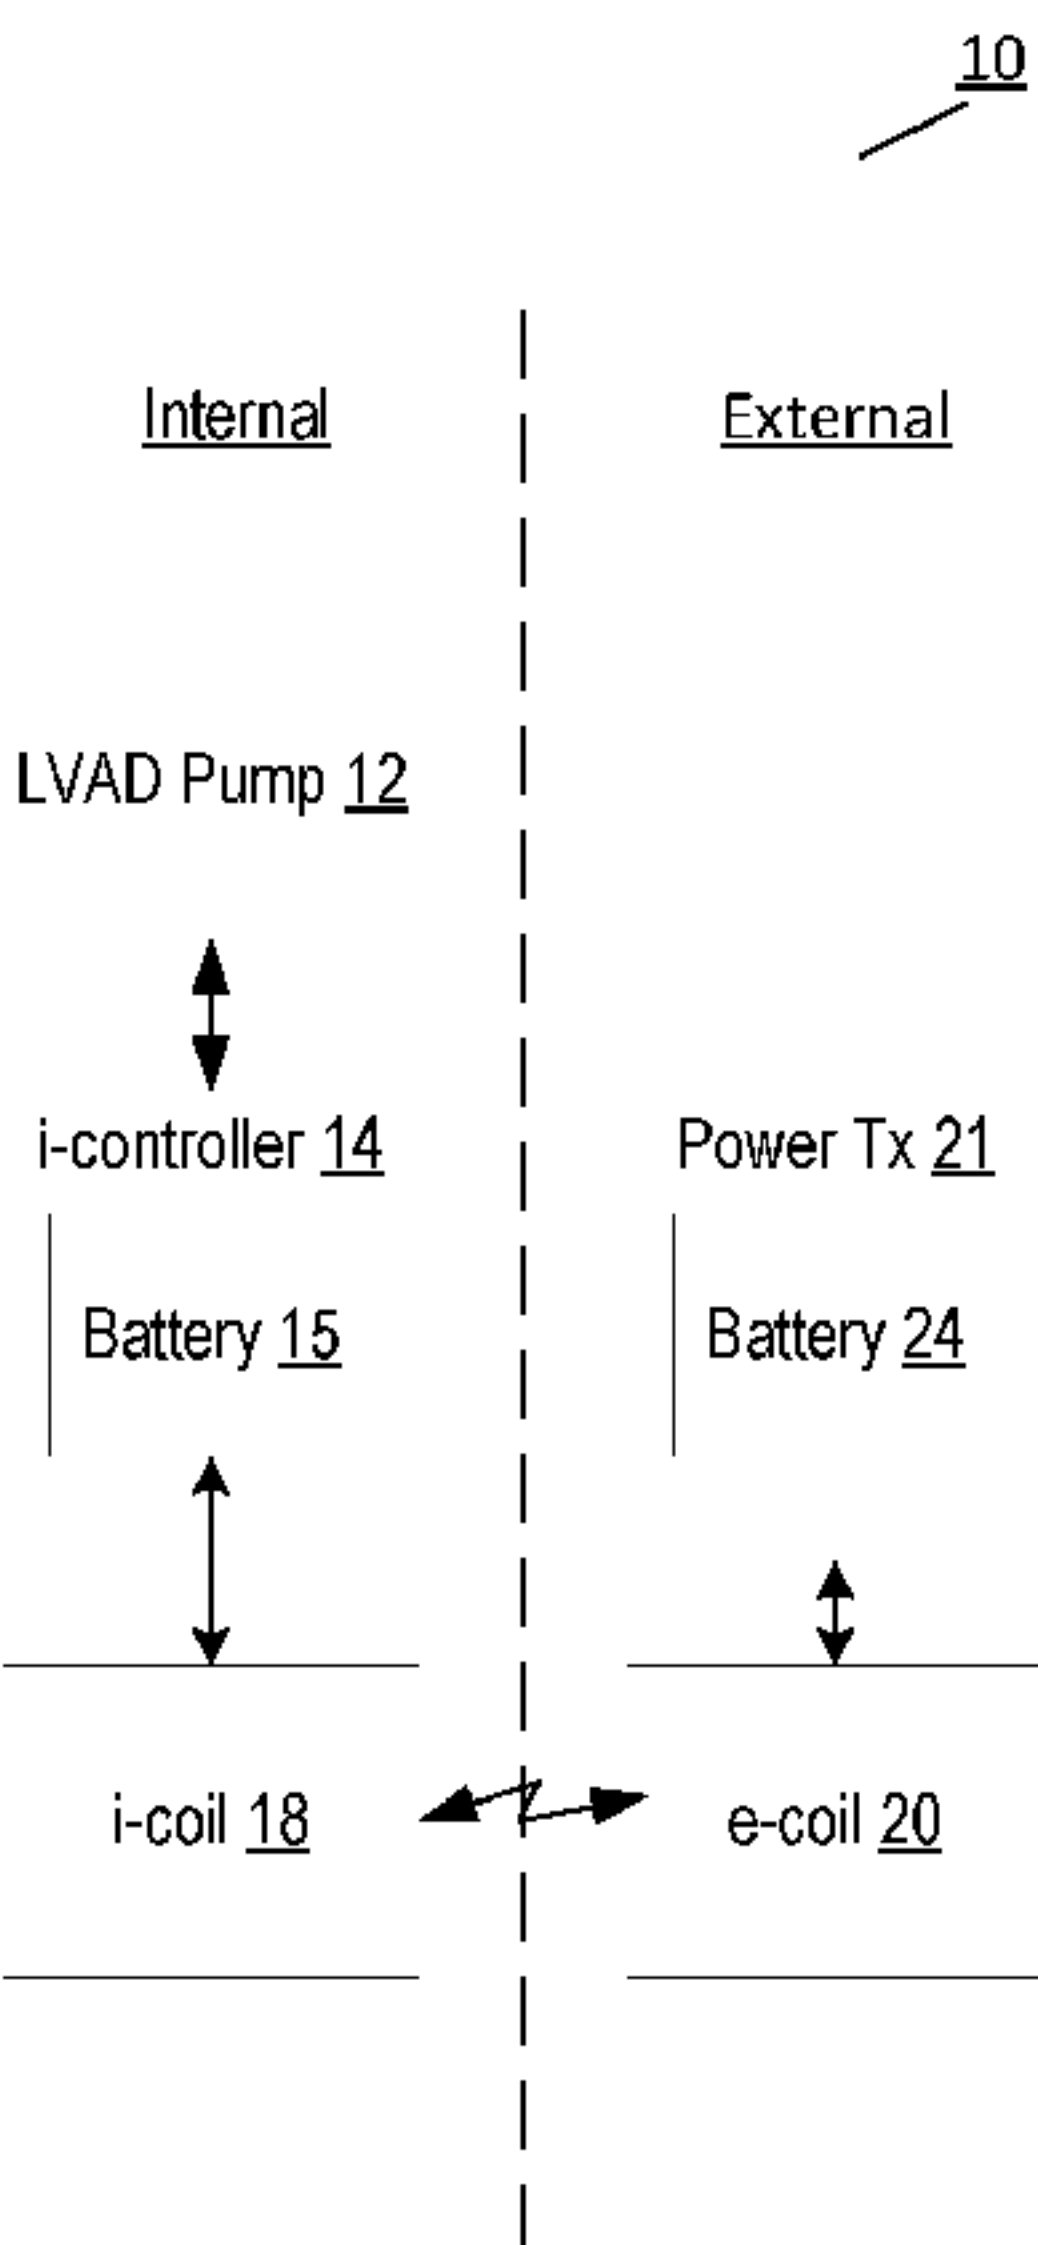 10
Internal
External
LVAD Pump 12
i-controller 14
Power Tx 21
Battery 15
Battery 24
i-coil 18
e-coil 20